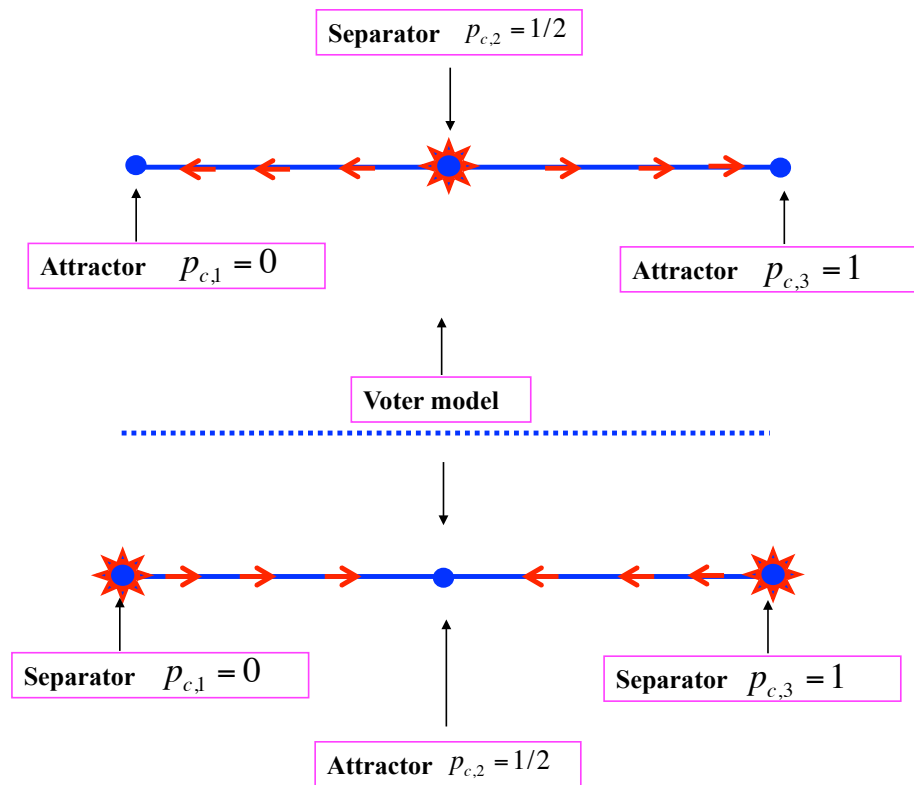 Separator p_{c,2} = 1/2
Attractor p_{c,1} = 0
Attractor p_{c,3} = 1
Voter model
Separator p_{c,1} = 0
Separator p_{c,3} = 1
Attractor p_{c,2} = 1/2